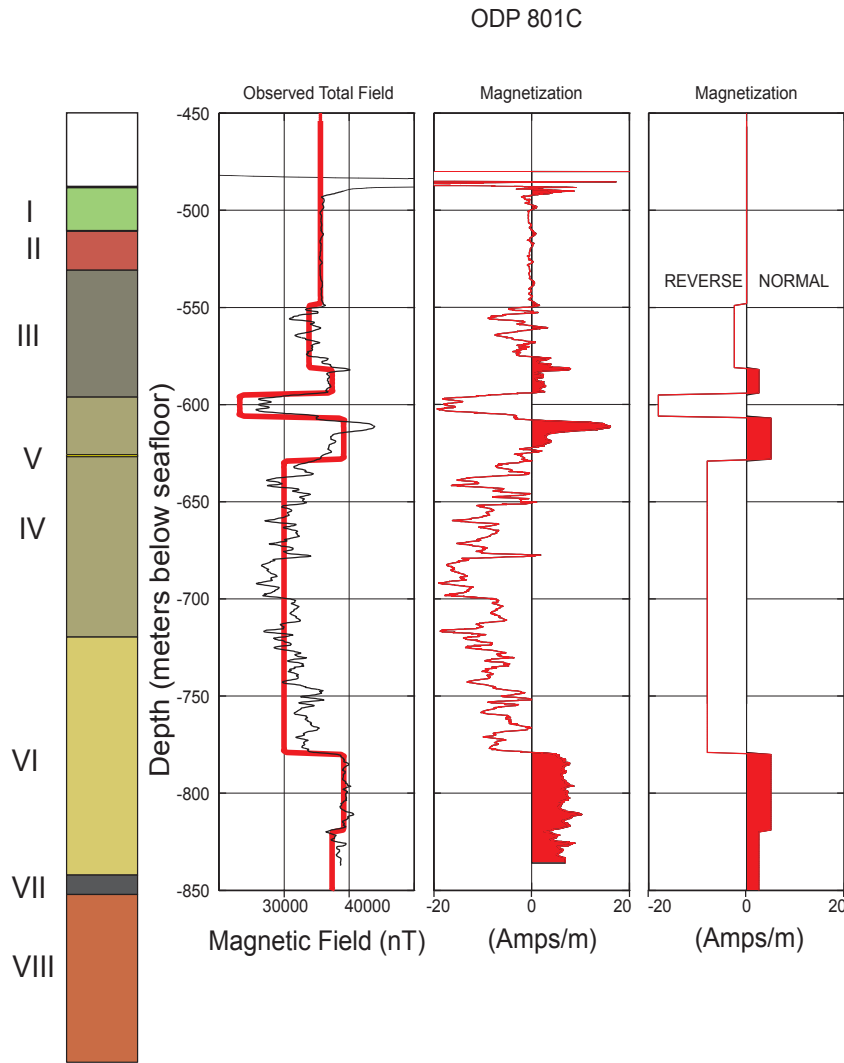 ODP 801C
Observed Total Field
Magnetization
Magnetization
-450
-500
-550
-600
-650
-700
-750
-800
-850
Depth (meters below seafloor)
I
II
III
V
IV
VI
VII
VIII
REVERSE
NORMAL
30000
40000
-20
0
20
-20
0
20
Magnetic Field (nT)
(Amps/m)
(Amps/m)